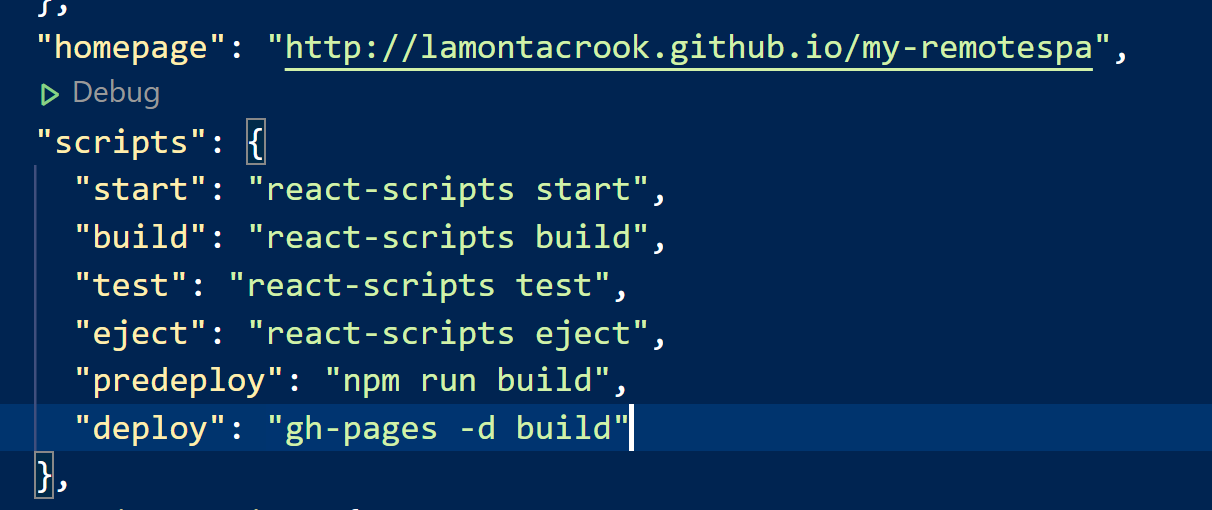 },
"homepage": "http://lamontacrook.github.io/my-remotespa",
Debug
"scripts": {
"start": "react-scripts start",
"build": "react-scripts build",
"test": "react-scripts test",
"eject": "react-scripts eject",
"predeploy": "npm run build",
"deploy": "gh-pages -d build"
},